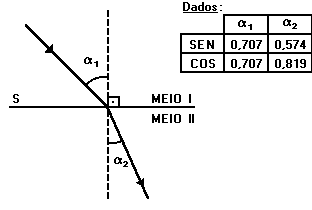 Dados:
α1 α2
SEN 0,707 0,574
COS 0,707 0,819
α1
S MEIO I
MEIO II
α2